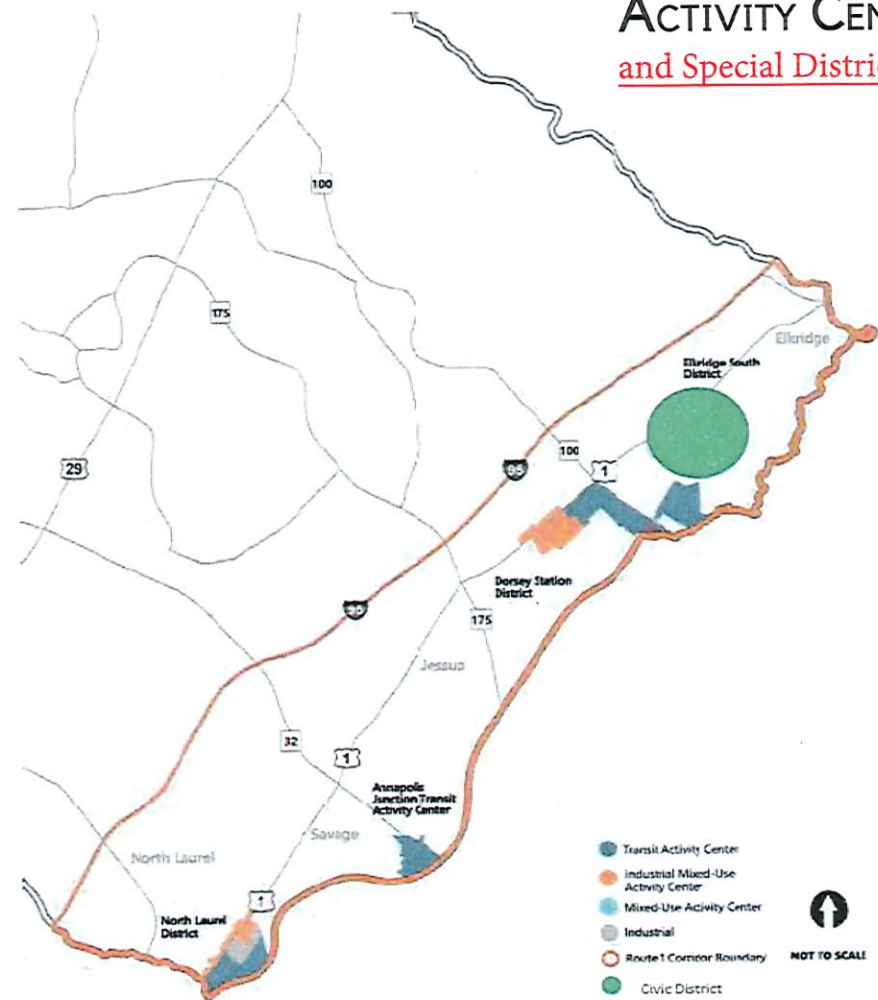 ACTIVITY CEN
and Special Distri
100
175
Elkridge
Elkridge South
District
29
95
100
1
Dorsey Station
District
95
175
Jessup
32
1
Annapolis
Junction Transit
Activity Center
Savage
North Laurel
1
North Laurel
District
Transit Activity Center
Industrial Mixed-Use
Activity Center
Mixed-Use Activity Center
Industrial
Route 1 Corridor Boundary
NOT TO SCALE
Civic District